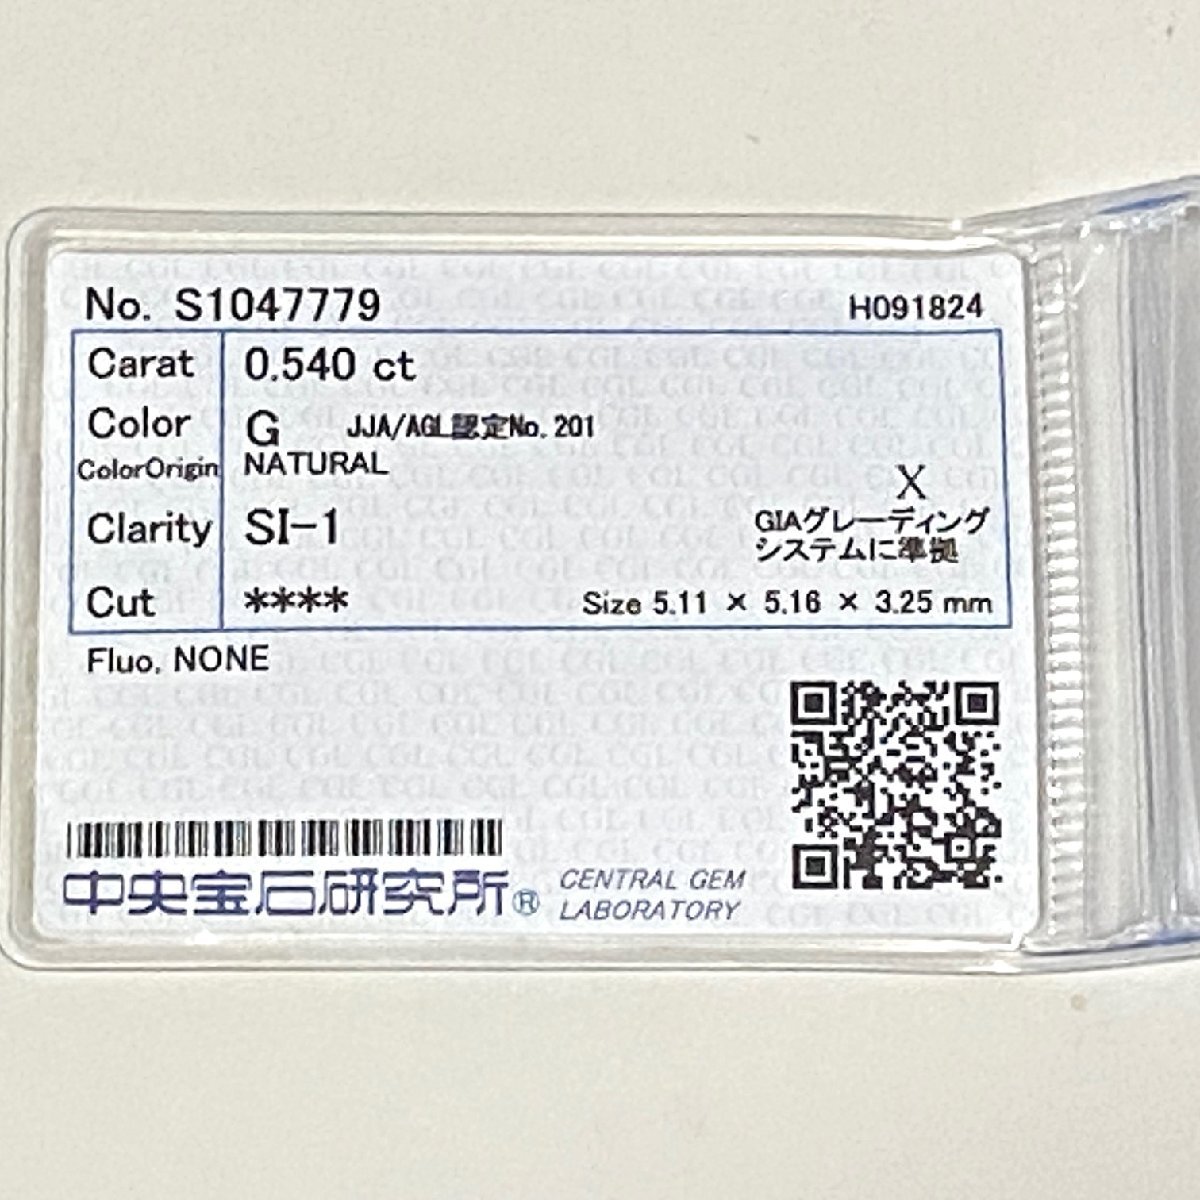 No. S1047779
H091824
Carat 0.540 ct
Color G JJA/AGL認定No. 201
ColorOrigin NATURAL
X
Clarity SI-1
GIAグレーディング
システムに準拠
Cut **** Size 5.11 × 5.16 × 3.25 mm
Fluo. NONE
中央宝石研究所® CENTRAL GEM
LABORATORY